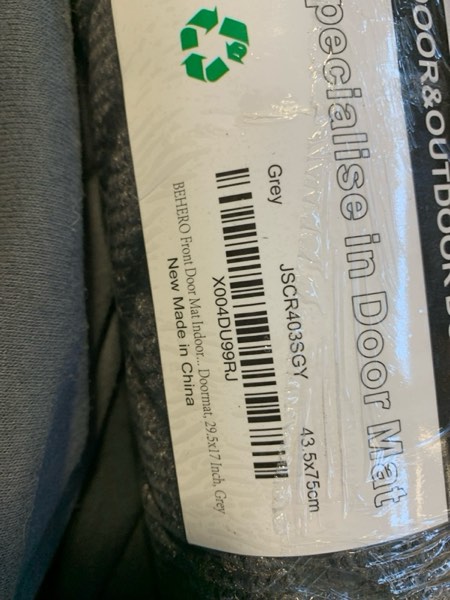 DOOR&OUTDOOR
pecialise in Door Mat
Grey JSCR403SGY 43.5x75cm
X004DU99RJ
BEHERO Front Door Mat Indoor... Doormat, 29.5x17 Inch, Grey
New Made in China